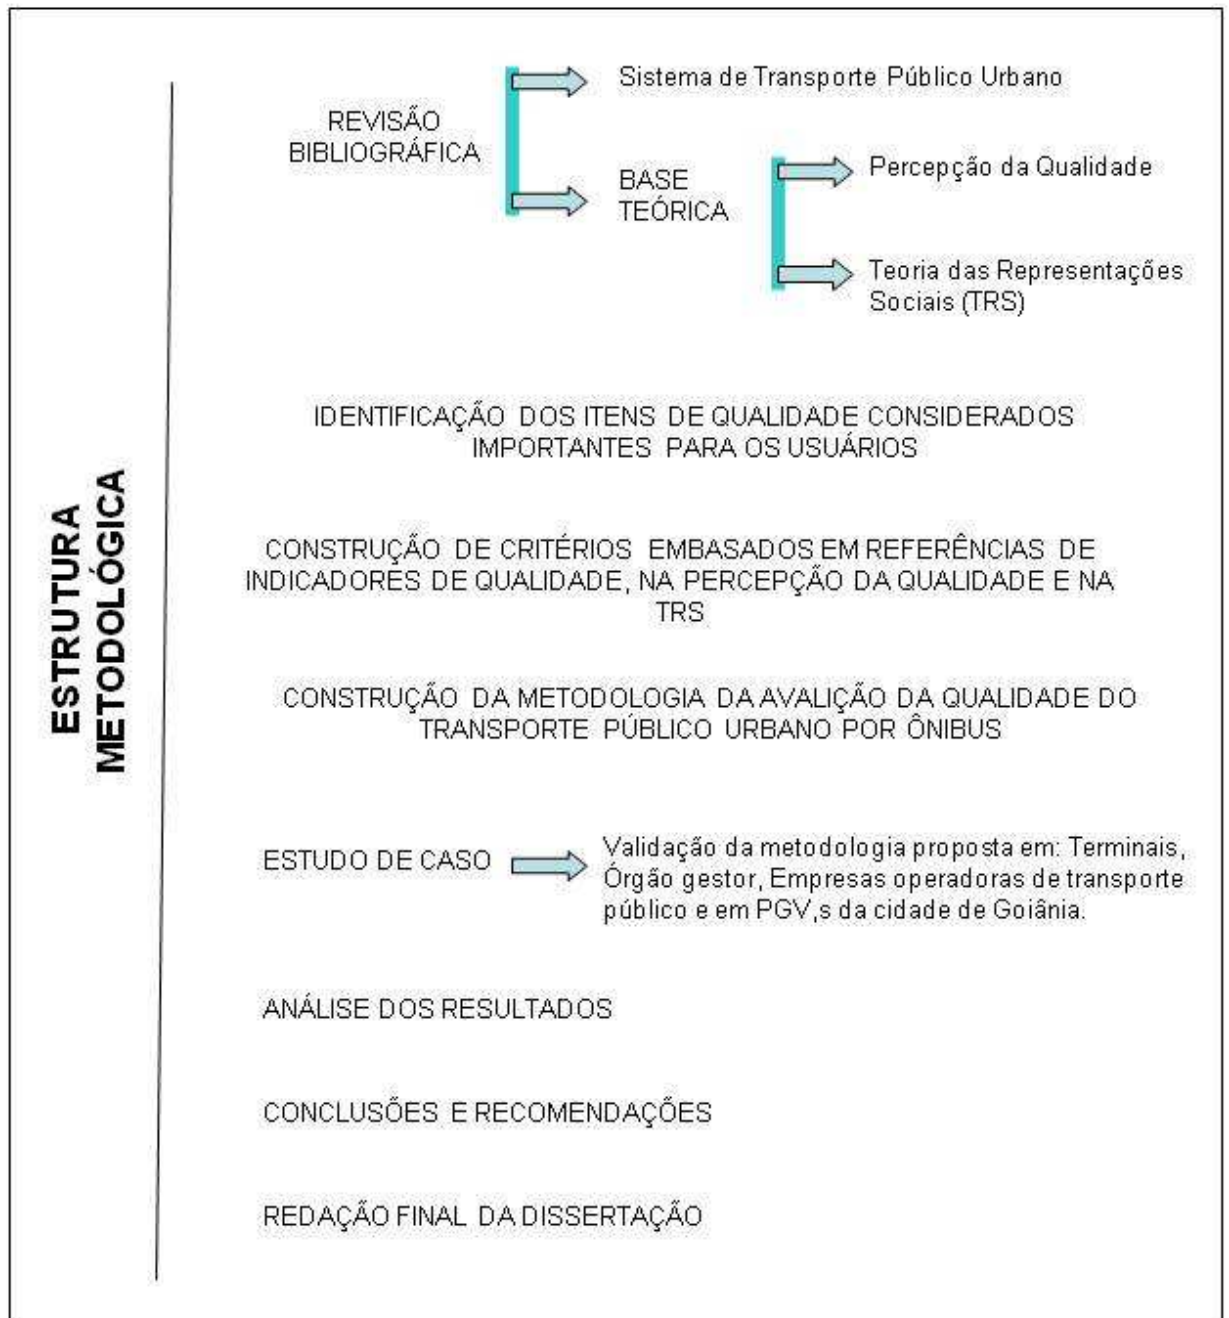 ESTRUTURA
METODOLÓGICA
REVISÃO
BIBLIOGRÁFICA
Sistema de Transporte Público Urbano
BASE
TEÓRICA
Percepção da Qualidade
Teoria das Representações
Sociais (TRS)
IDENTIFICAÇÃO DOS ITENS DE QUALIDADE CONSIDERADOS
IMPORTANTES PARA OS USUÁRIOS
CONSTRUÇÃO DE CRITÉRIOS EMBASADOS EM REFERÊNCIAS DE
INDICADORES DE QUALIDADE, NA PERCEPÇÃO DA QUALIDADE E NA
TRS
CONSTRUÇÃO DA METODOLOGIA DA AVALIÇÃO DA QUALIDADE DO
TRANSPORTE PÚBLICO URBANO POR ÔNIBUS
ESTUDO DE CASO
Validação da metodologia proposta em: Terminais,
Órgão gestor, Empresas operadoras de transporte
público e em PGV,s da cidade de Goiânia.
ANÁLISE DOS RESULTADOS
CONCLUSÕES E RECOMENDAÇÕES
REDAÇÃO FINAL DA DISSERTAÇÃO